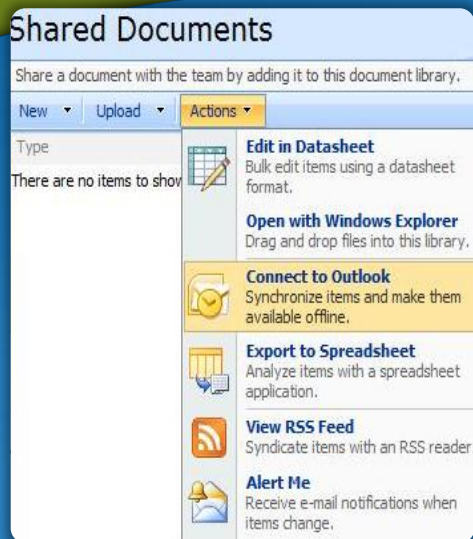 Shared Documents
Share a document with the team by adding it to this document library.
New Upload Actions
Type
There are no items to show
Edit in Datasheet
Bulk edit items using a datasheet
format.
Open with Windows Explorer
Drag and drop files into this library.
Connect to Outlook
Synchronize items and make them
available offline.
Export to Spreadsheet
Analyze items with a spreadsheet
application.
View RSS Feed
Syndicate items with an RSS reader
Alert Me
Receive e-mail notifications when
items change.